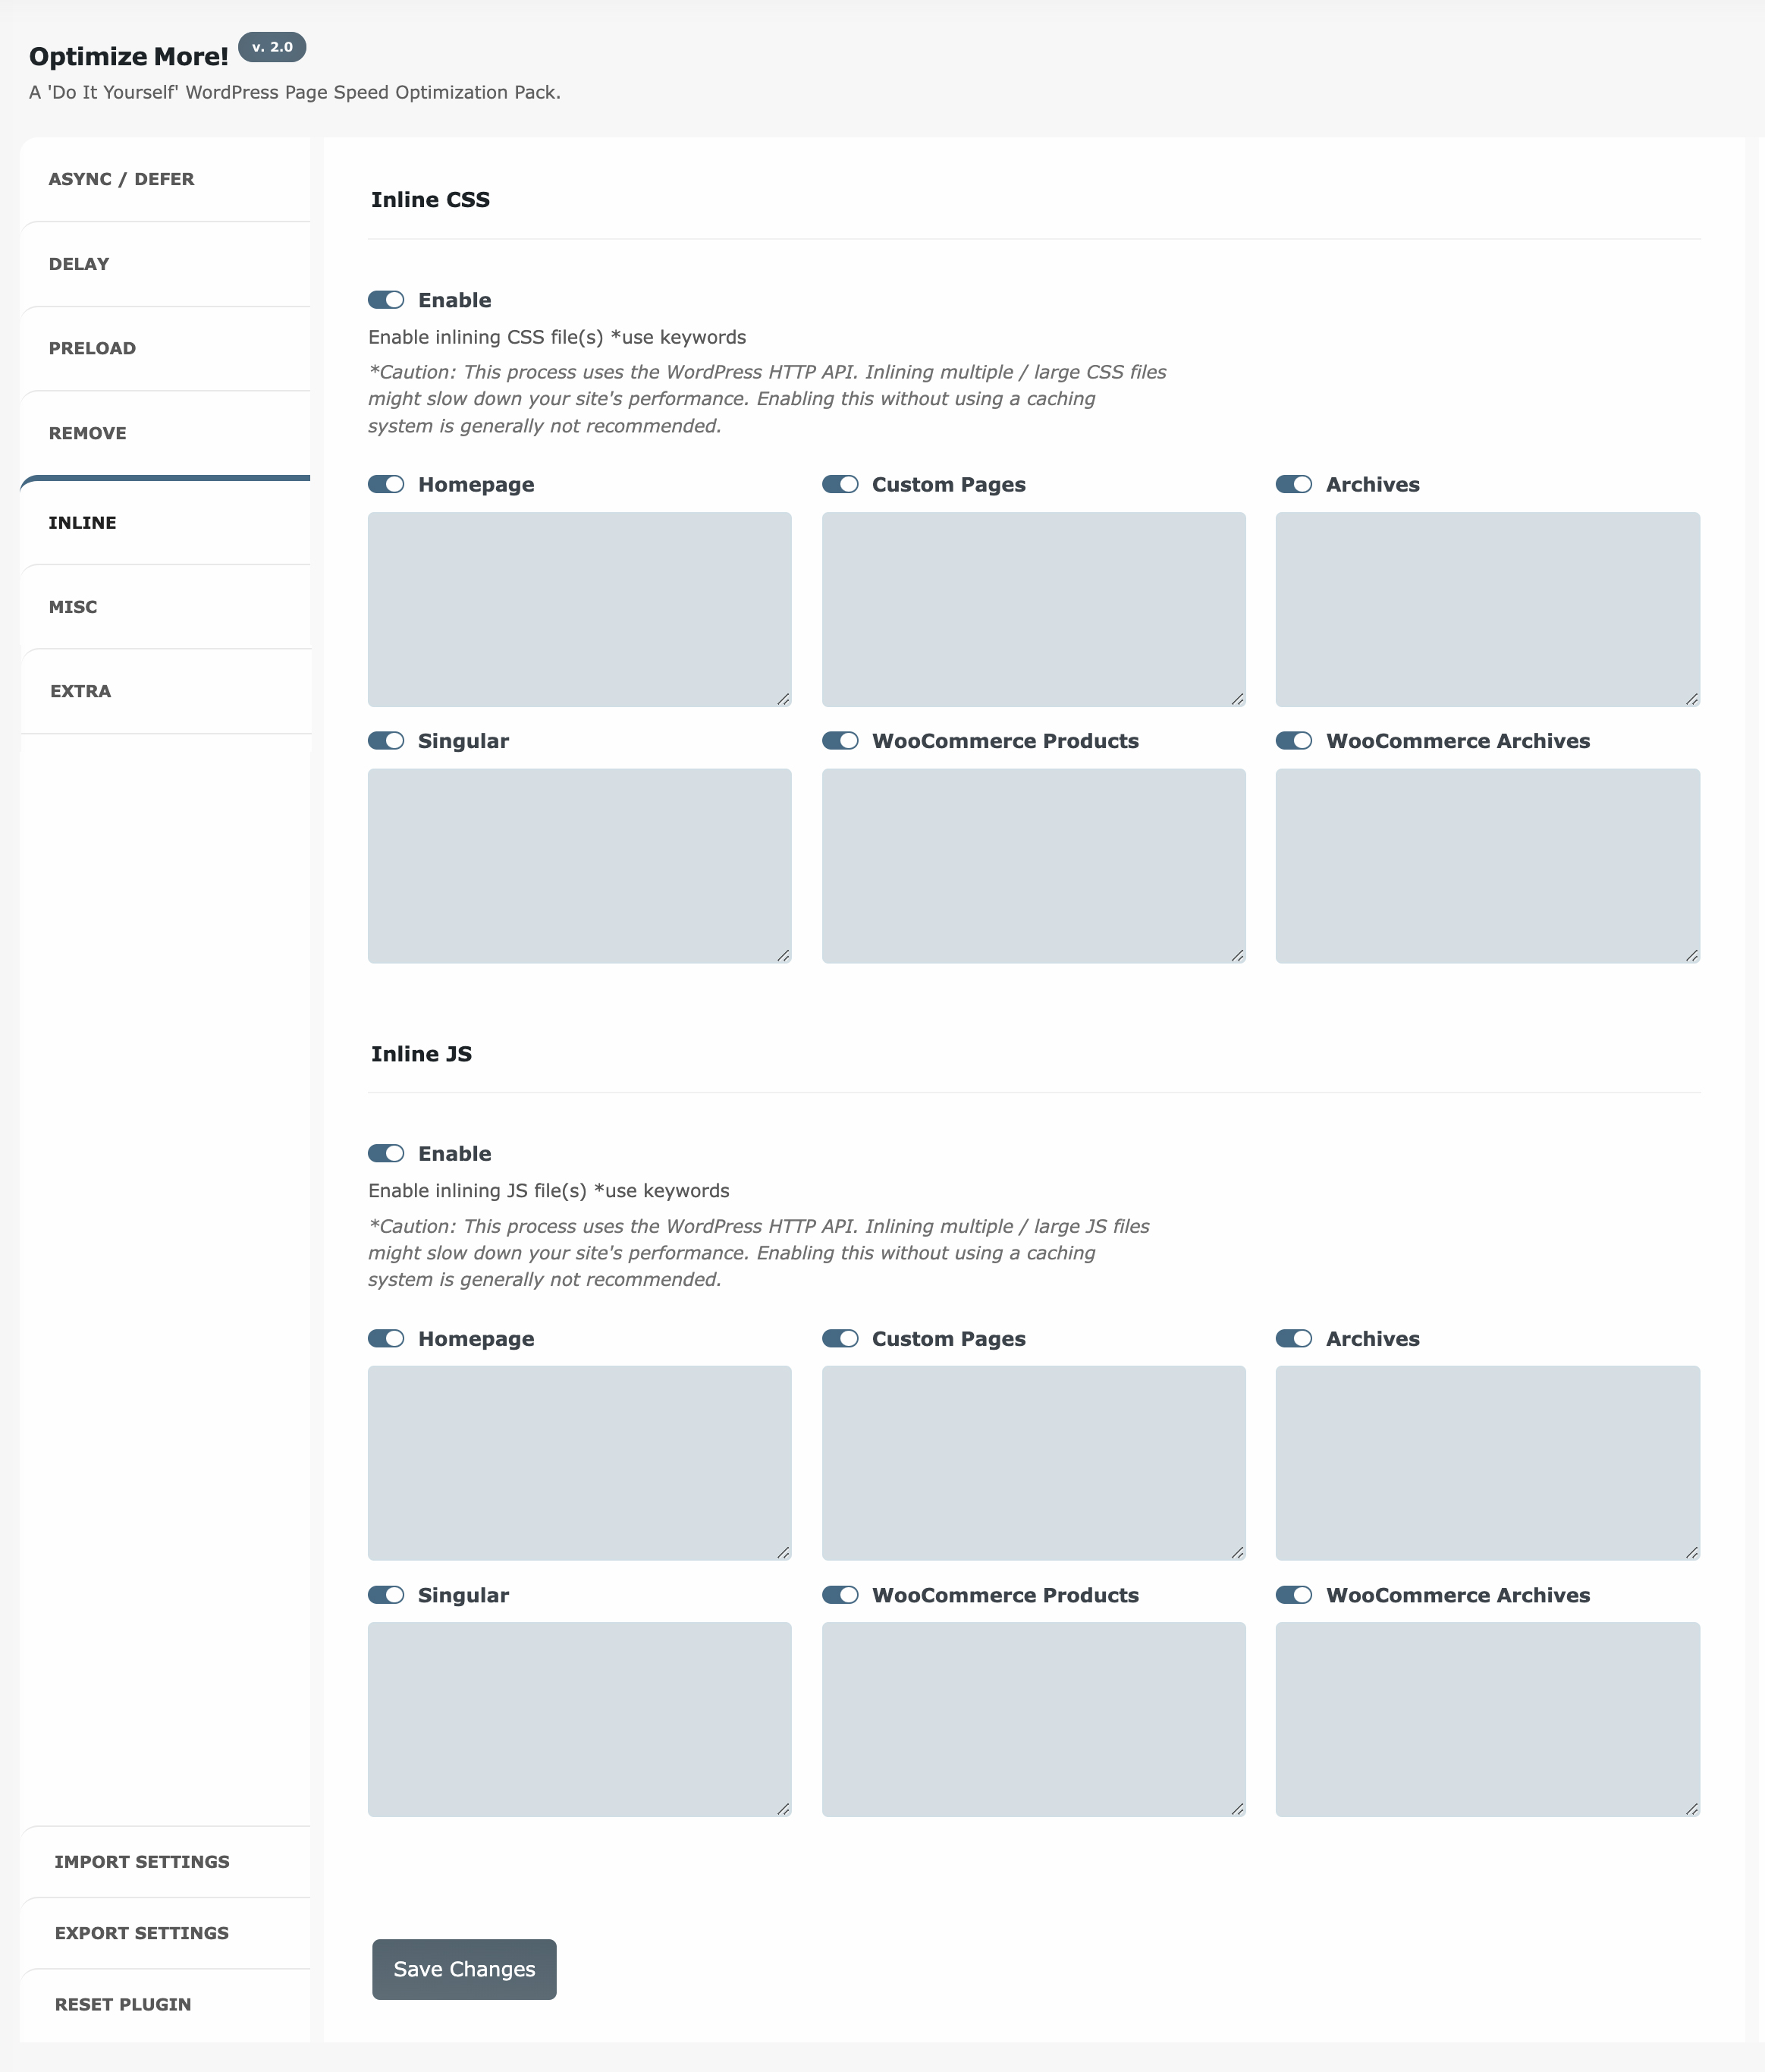 Optimize More! v. 2.0
A 'Do It Yourself' WordPress Page Speed Optimization Pack.
ASYNC / DEFER
DELAY
PRELOAD
REMOVE
INLINE
MISC
EXTRA
IMPORT SETTINGS
EXPORT SETTINGS
RESET PLUGIN
Inline CSS
Enable
Enable inlining CSS file(s) *use keywords
*Caution: This process uses the WordPress HTTP API. Inlining multiple / large CSS files
might slow down your site's performance. Enabling this without using a caching
system is generally not recommended.
Homepage Custom Pages Archives
Singular WooCommerce Products WooCommerce Archives
Inline JS
Enable
Enable inlining JS file(s) *use keywords
*Caution: This process uses the WordPress HTTP API. Inlining multiple / large JS files
might slow down your site's performance. Enabling this without using a caching
system is generally not recommended.
Homepage Custom Pages Archives
Singular WooCommerce Products WooCommerce Archives
Save Changes